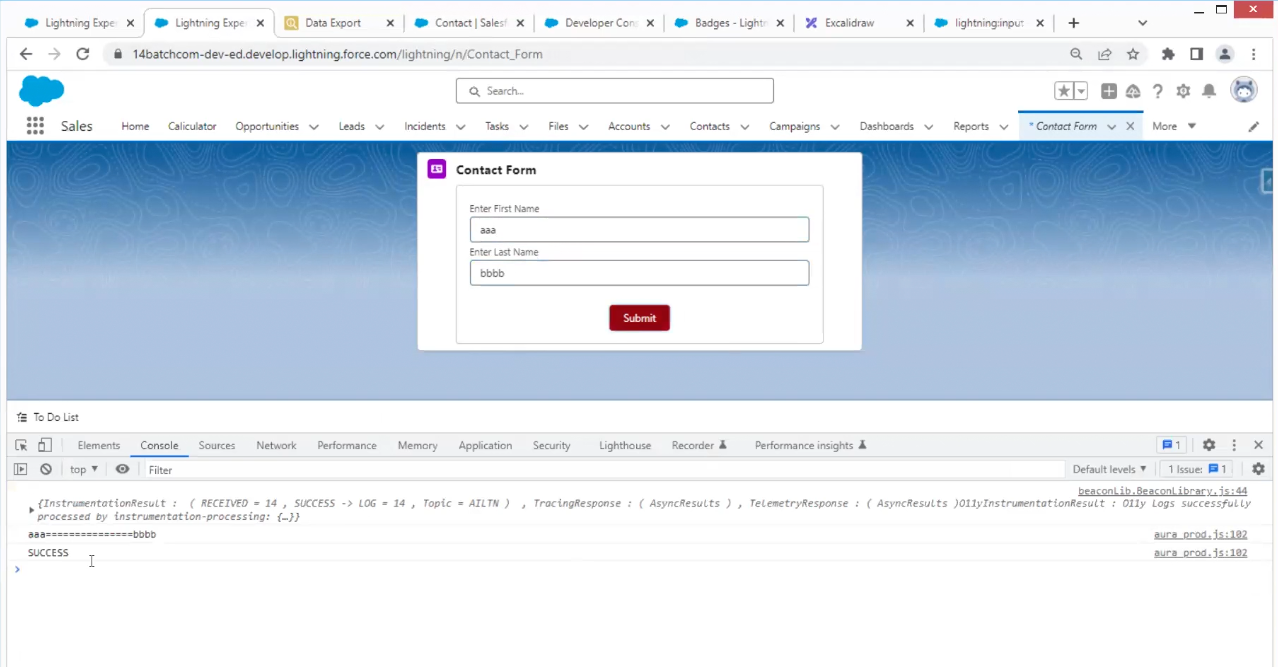 Lightning Expe
Lightning Expe
Data Export
Contact | Salesf
Developer Con
Badges - Lightn
Excalidraw
lightning:input
14batchcom-dev-ed.develop.lightning.force.com/lightning/n/Contact_Form
Search...
Sales Home Calculator Opportunities Leads Incidents Tasks Files Accounts Contacts Campaigns Dashboards Reports * Contact Form More
Contact Form
Enter First Name
aaa
Enter Last Name
bbbb
Submit
To Do List
Elements Console Sources Network Performance Memory Application Security Lighthouse Recorder Performance insights 1
top Filter Default levels 1 Issue: 1
beaconLib.BeaconLibrary.js:44
{InstrumentationResult : ( RECEIVED = 14 , SUCCESS -> LOG = 14 , Topic = AILTN ) , TracingResponse : ( AsyncResults ) , TelemetryResponse : ( AsyncResults )O11yInstrumentationResult : O11y Logs successfully
processed by instrumentation-processing: {…}}
aaa===============bbbb aura_prod.js:102
SUCCESS aura_prod.js:102